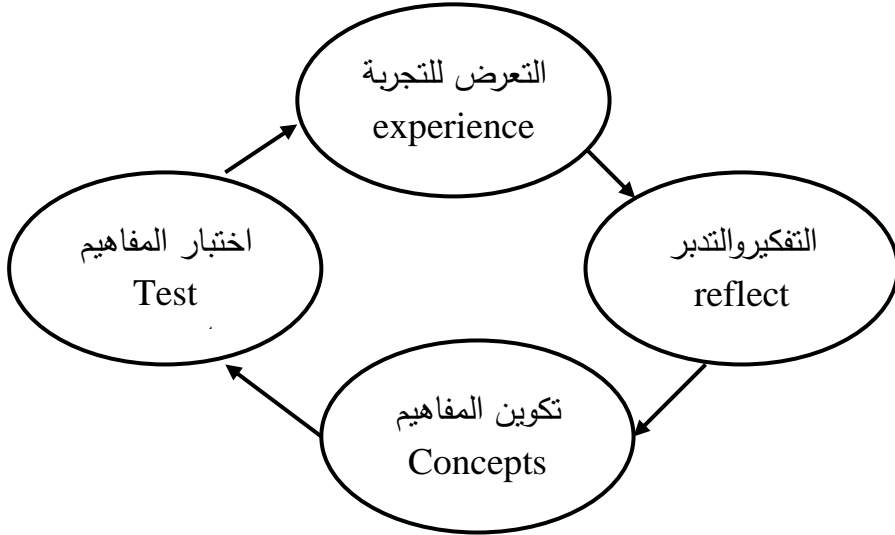 التعرض للتجربة
experience
التفكيروالتدبر
reflect
تكوين المفاهيم
Concepts
اختبار المفاهيم
Test